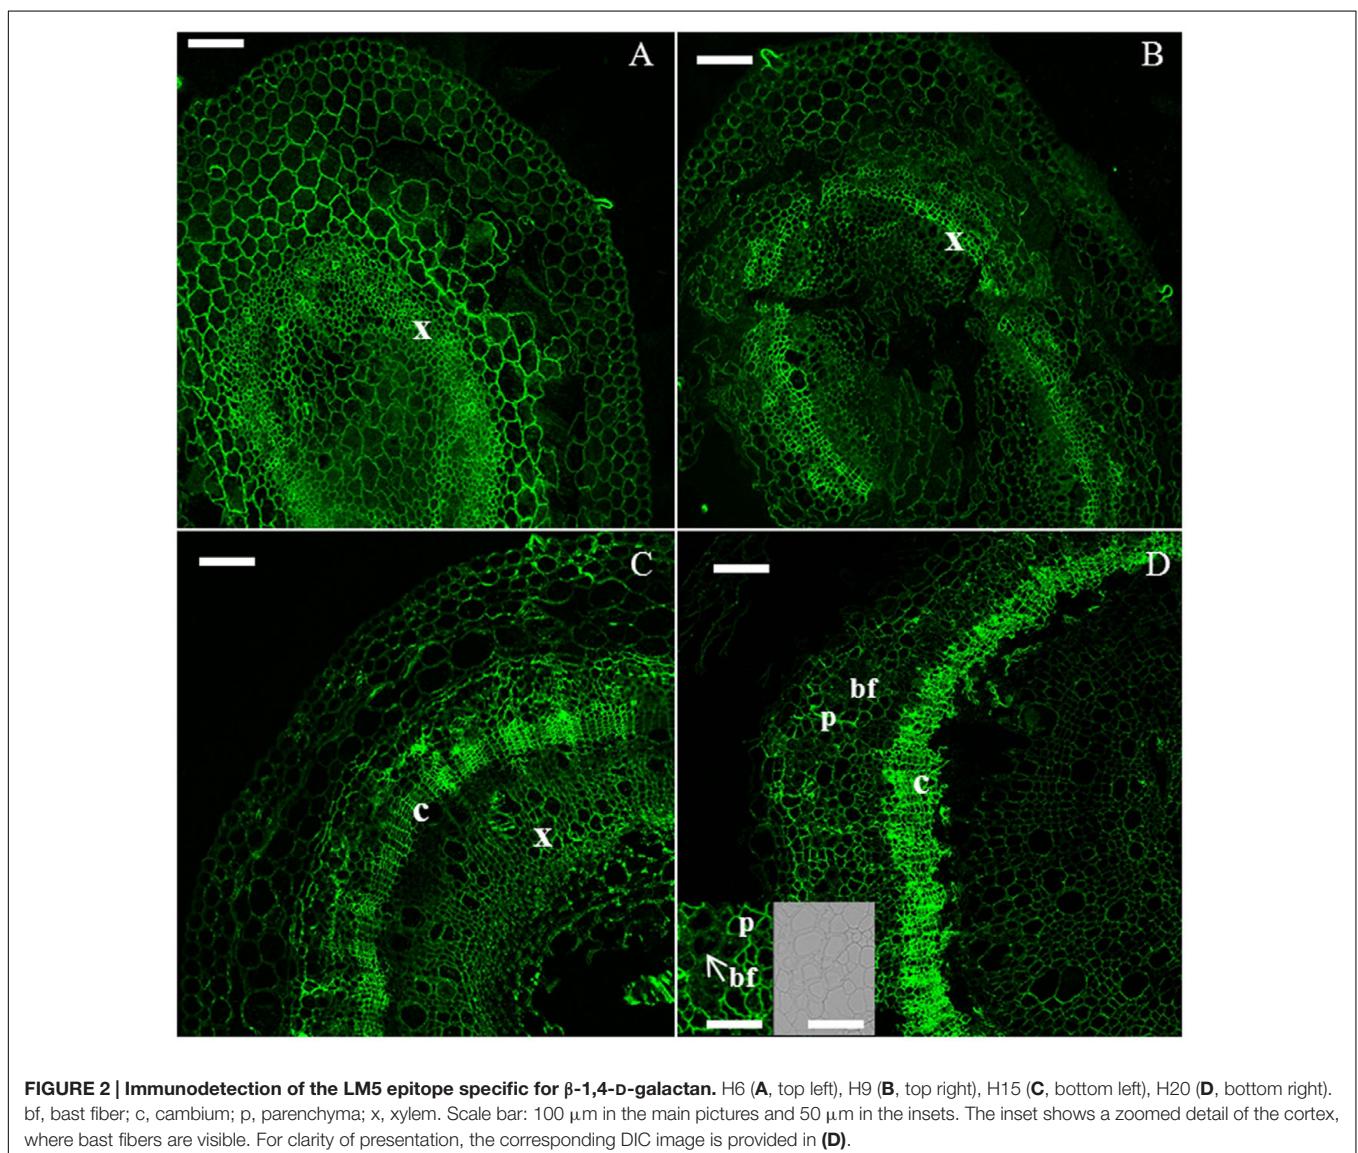 A
B
x
x
C
D
bf
p
c
c
x
p
bf
FIGURE 2 | Immunodetection of the LM5 epitope specific for β-1,4-D-galactan. H6 (A, top left), H9 (B, top right), H15 (C, bottom left), H20 (D, bottom right).
bf, bast fiber; c, cambium; p, parenchyma; x, xylem. Scale bar: 100 μm in the main pictures and 50 μm in the insets. The inset shows a zoomed detail of the cortex,
where bast fibers are visible. For clarity of presentation, the corresponding DIC image is provided in (D).